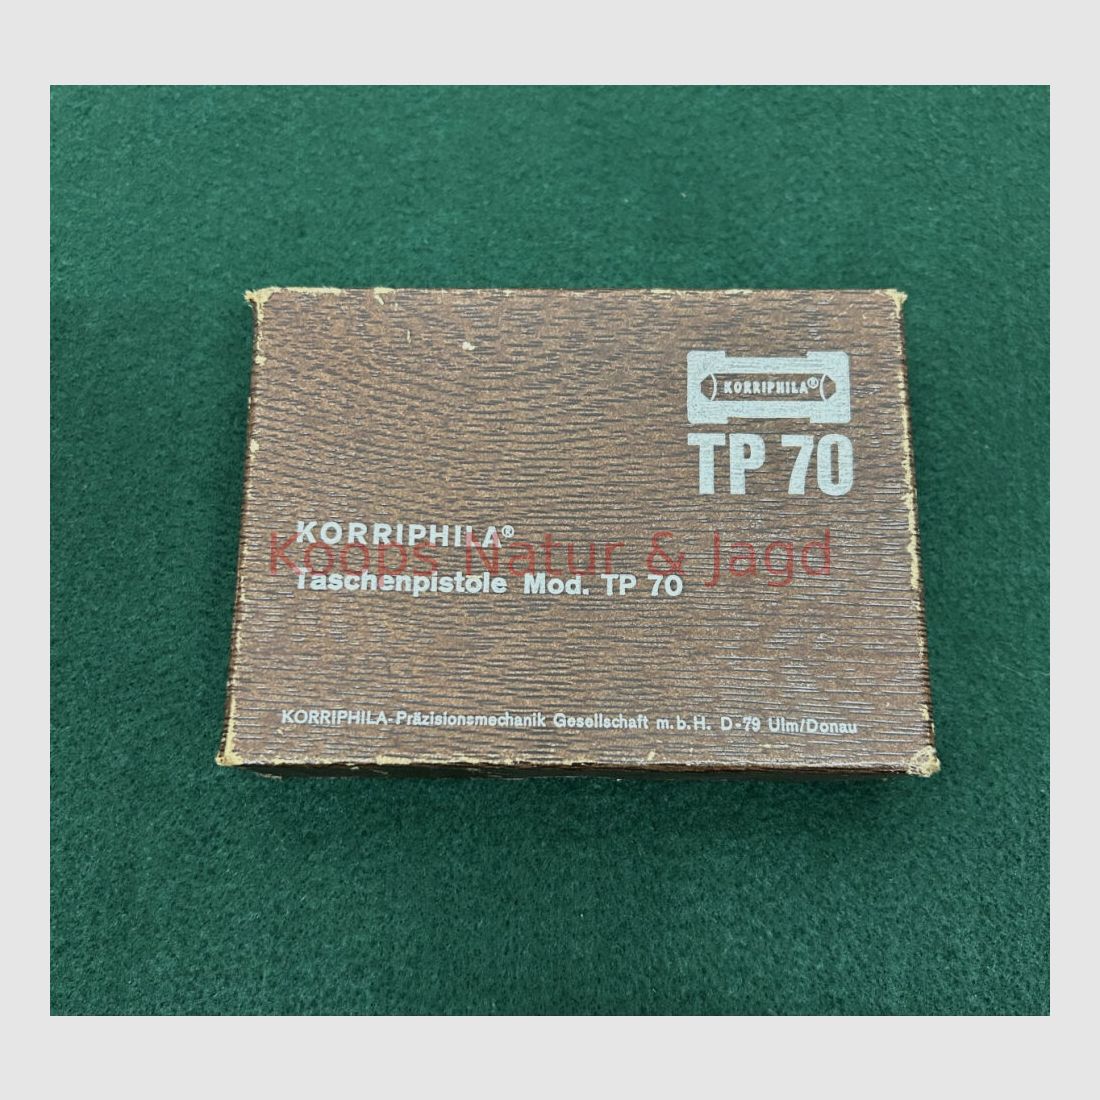 KORRIPHILA®
TP 70
KORRIPHILA®
Koops Natur & Jagd
Taschenpistole Mod. TP 70
KORRIPHILA-Präzisionsmechanik Gesellschaft m.b.H. D-79 Ulm/Donau